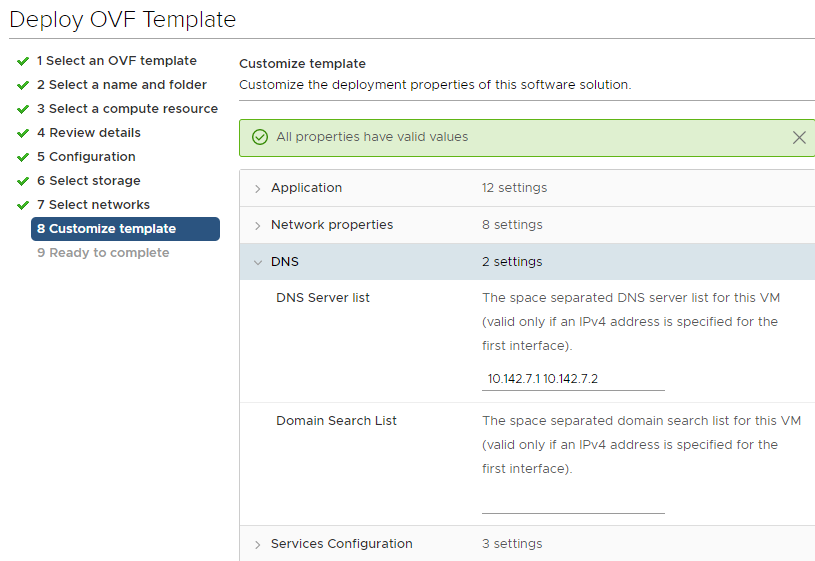 Deploy OVF Template
1 Select an OVF template
2 Select a name and folder
3 Select a compute resource
4 Review details
5 Configuration
6 Select storage
7 Select networks
8 Customize template
9 Ready to complete
Customize template
Customize the deployment properties of this software solution.
All properties have valid values
Application 12 settings
Network properties 8 settings
DNS 2 settings
DNS Server list
The space separated DNS server list for this VM
(valid only if an IPv4 address is specified for the
first interface).
10.142.7.1 10.142.7.2
Domain Search List
The space separated domain search list for this VM
(valid only if an IPv4 address is specified for the
first interface).
Services Configuration 3 settings